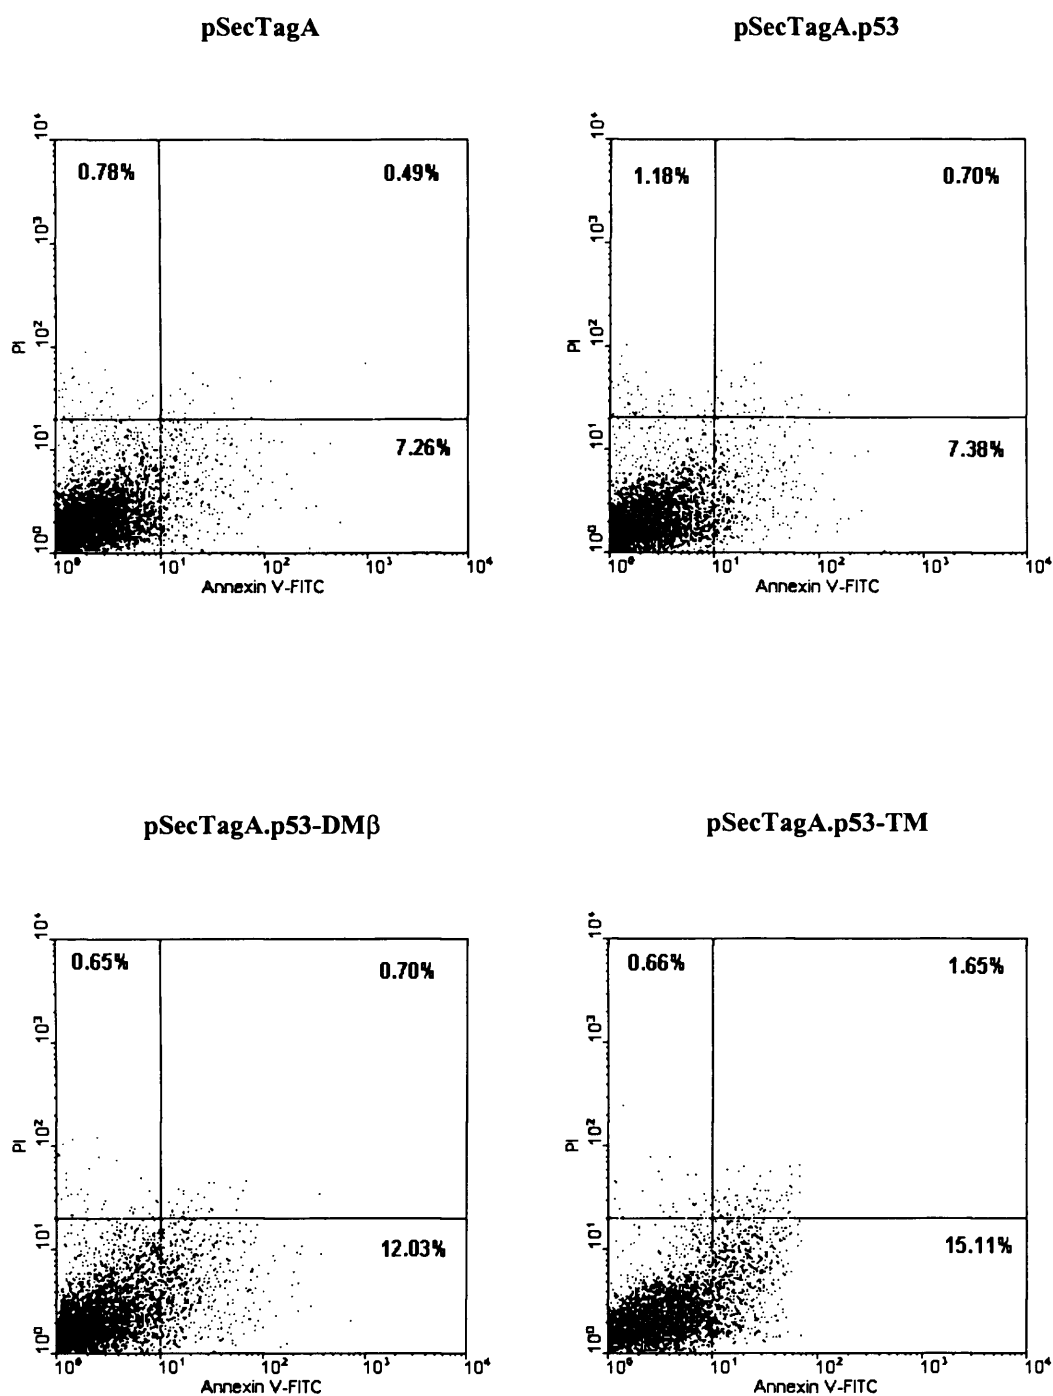 pSecTagA
pSecTagA.p53
10⁴
0.78%
0.49%
10³
10²
PI
10¹
7.26%
10⁰
10⁰ 10¹ 10² 10³ 10⁴
Annexin V-FITC
10⁴
1.18%
0.70%
10³
10²
PI
10¹
7.38%
10⁰
10⁰ 10¹ 10² 10³ 10⁴
Annexin V-FITC
pSecTagA.p53-DMβ
pSecTagA.p53-TM
10⁴
0.65%
0.70%
10³
10²
PI
10¹
12.03%
10⁰
10⁰ 10¹ 10² 10³ 10⁴
Annexin V-FITC
10⁴
0.66%
1.65%
10³
10²
PI
10¹
15.11%
10⁰
10⁰ 10¹ 10² 10³ 10⁴
Annexin V-FITC